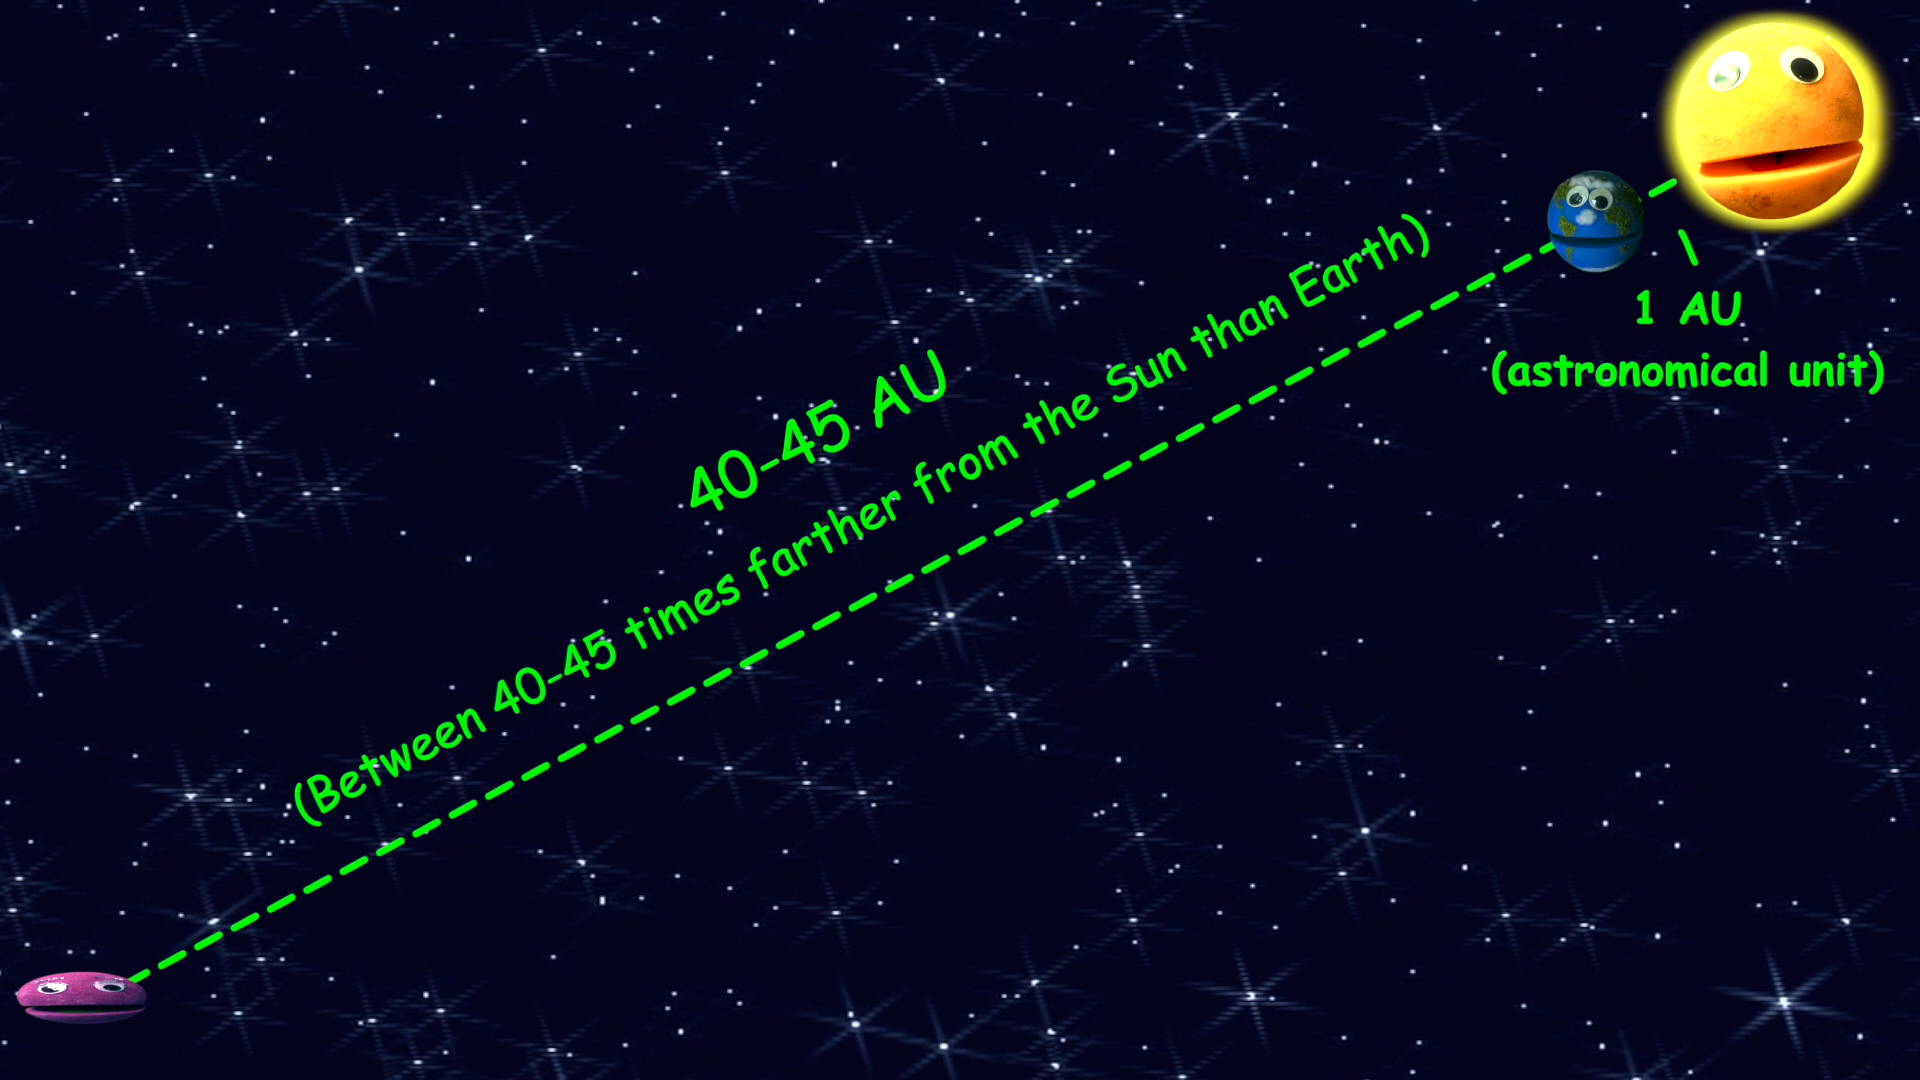 1 AU
(astronomical unit)
40-45 AU
(Between 40-45 times farther from the Sun than Earth)